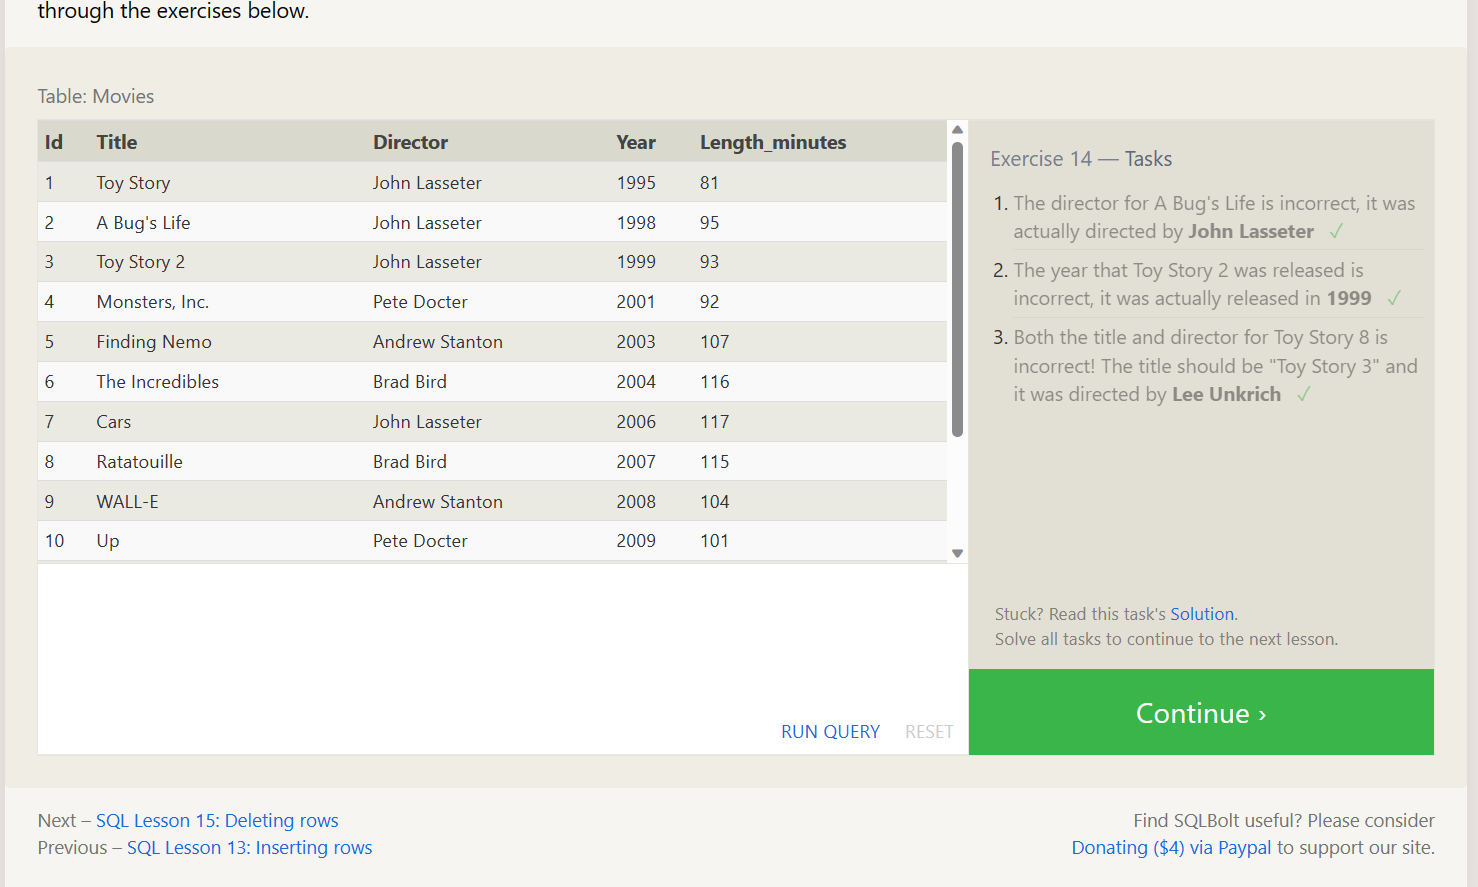 through the exercises below.
Table: Movies
Id Title Director Year Length_minutes
1 Toy Story John Lasseter 1995 81
2 A Bug's Life John Lasseter 1998 95
3 Toy Story 2 John Lasseter 1999 93
4 Monsters, Inc. Pete Docter 2001 92
5 Finding Nemo Andrew Stanton 2003 107
6 The Incredibles Brad Bird 2004 116
7 Cars John Lasseter 2006 117
8 Ratatouille Brad Bird 2007 115
9 WALL-E Andrew Stanton 2008 104
10 Up Pete Docter 2009 101
RUN QUERY RESET
Exercise 14 — Tasks
1. The director for A Bug's Life is incorrect, it was
actually directed by John Lasseter ✓
2. The year that Toy Story 2 was released is
incorrect, it was actually released in 1999 ✓
3. Both the title and director for Toy Story 8 is
incorrect! The title should be "Toy Story 3" and
it was directed by Lee Unkrich ✓
Stuck? Read this task's Solution.
Solve all tasks to continue to the next lesson.
Continue ›
Next – SQL Lesson 15: Deleting rows
Previous – SQL Lesson 13: Inserting rows
Find SQLBolt useful? Please consider
Donating ($4) via Paypal to support our site.